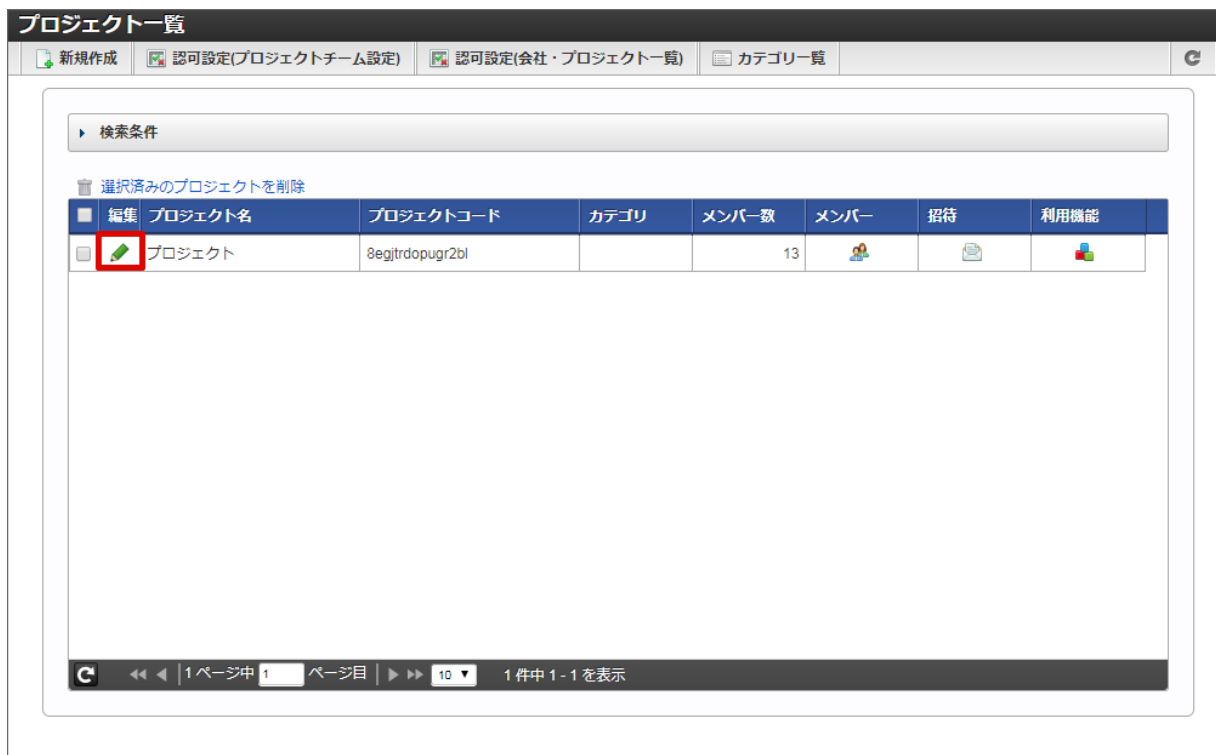 プロジェクト一覧
新規作成 認可設定(プロジェクトチーム設定) 認可設定(会社・プロジェクト一覧) カテゴリ一覧
検索条件
選択済みのプロジェクトを削除
編集 プロジェクト名 プロジェクトコード カテゴリ メンバー数 メンバー 招待 利用機能
プロジェクト 8egjtrdopugr2bl 13
1 ページ中 1 ページ目 10 1 件中 1 - 1 を表示